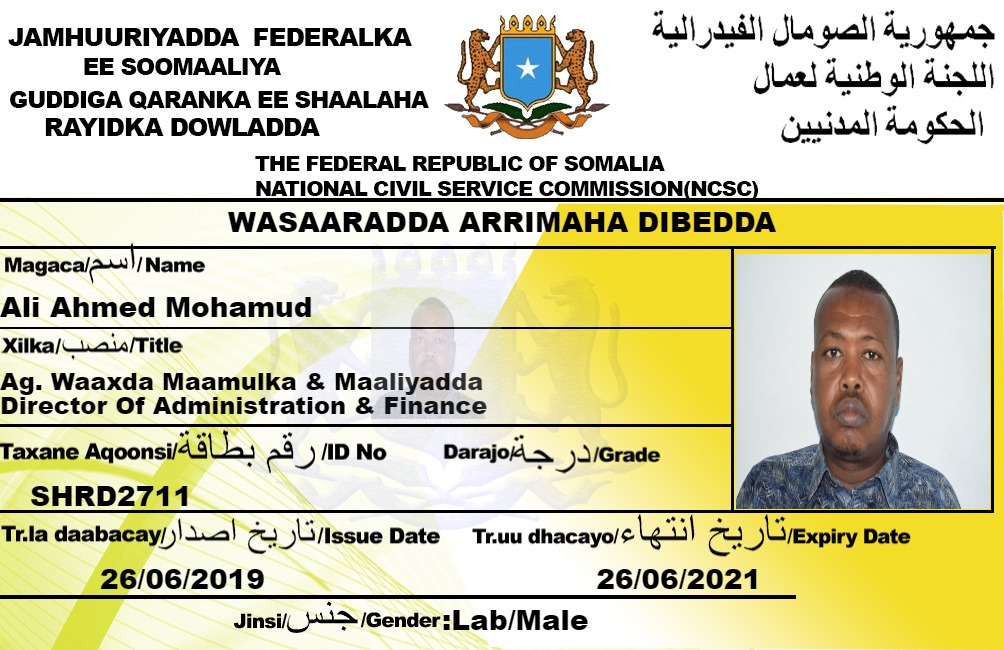 JAMHUURIYADDA FEDERALKA
EE SOOMAALIYA
GUDDIGA QARANKA EE SHAALAHA
RAYIDKA DOWLADDA
جمهورية الصومال الفيدرالية
اللجنة الوطنية لعمال
الحكومة المدنيين
THE FEDERAL REPUBLIC OF SOMALIA
NATIONAL CIVIL SERVICE COMMISSION(NCSC)
WASAARADDA ARRIMAHA DIBEDDA
Magaca/اسم/Name
Ali Ahmed Mohamud
Xilka/منصب/Title
Ag. Waaxda Maamulka & Maaliyadda
Director Of Administration & Finance
Taxane Aqoonsi/رقم بطاقة/ID No Darajo/درجة/Grade
SHRD2711
Tr.la daabacay/تاريخ اصدار/Issue Date Tr.uu dhacayo/تاريخ انتهاء/Expiry Date
26/06/2019 26/06/2021
Jinsi/جنس/Gender:Lab/Male